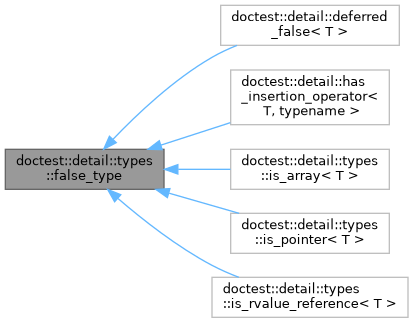 doctest::detail::deferred
_false< T >
doctest::detail::has
_insertion_operator<
T, typename >
doctest::detail::types
::false_type
doctest::detail::types
::is_array< T >
doctest::detail::types
::is_pointer< T >
doctest::detail::types
::is_rvalue_reference< T >